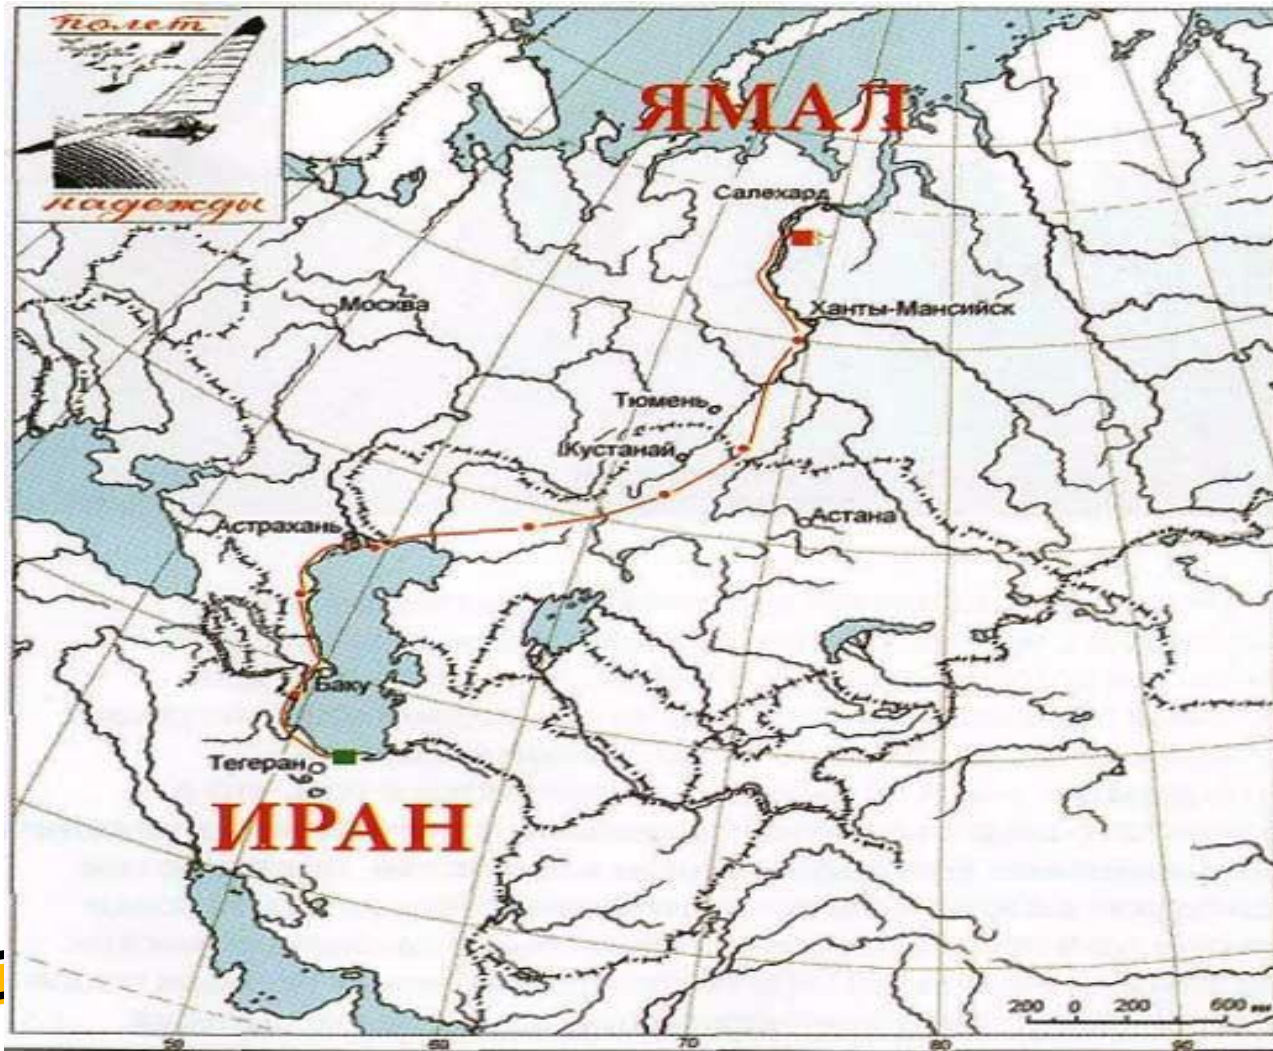 полет
надежды
ЯМАЛ
Салехард
Москва
Ханты-Мансийск
Тюмень
Кустанай
Астрахань
Астана
Баку
Тегеран
ИРАН
200 0 200 600 км
50 60 70 80 90